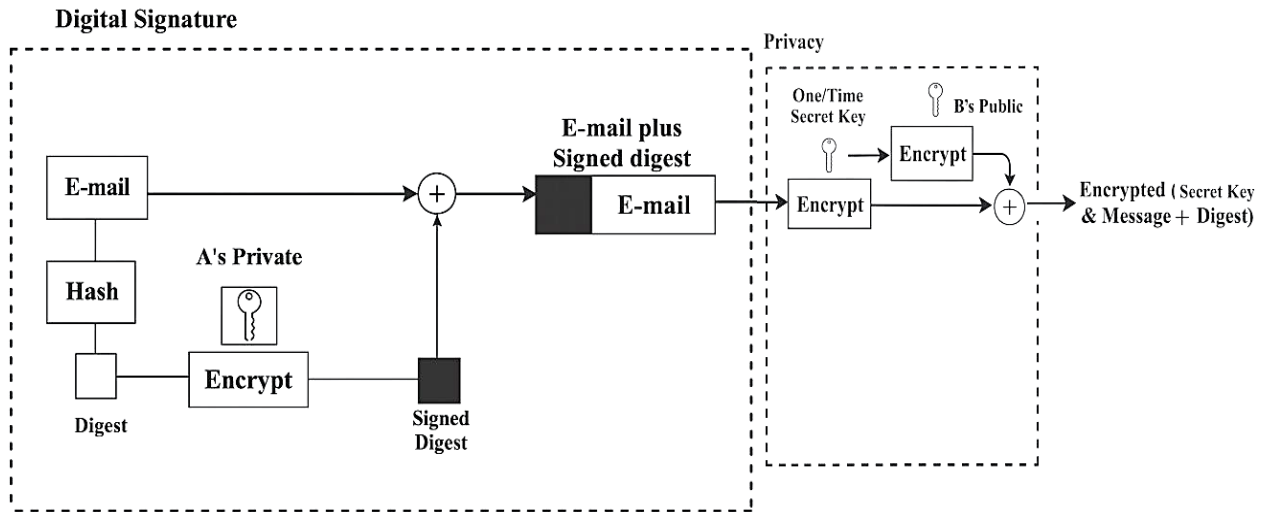 Digital Signature
Privacy
One/Time
Secret Key
B's Public
E-mail plus
Signed digest
Encrypt
E-mail
E-mail
Encrypt
Encrypted (Secret Key
& Message + Digest)
+
+
A's Private
Hash
Encrypt
Digest
Signed
Digest